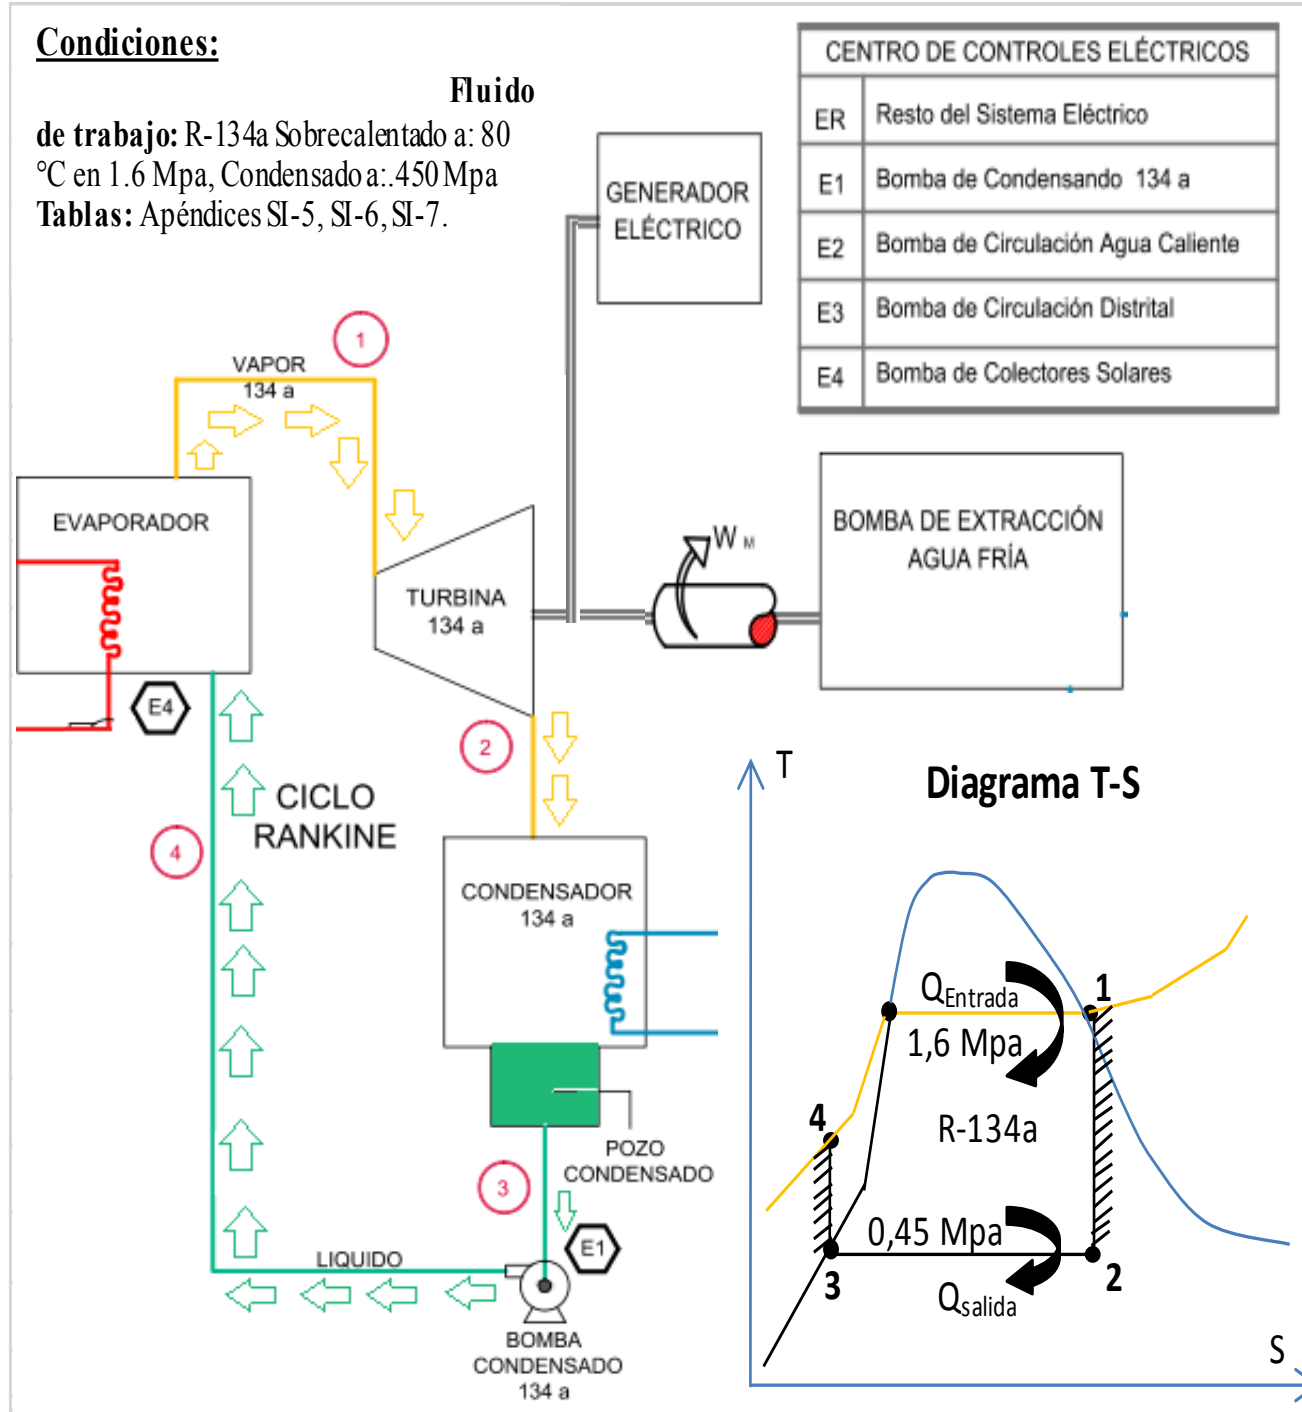 Condiciones:
Fluido
de trabajo: R-134a Sobrecalentado a: 80
°C en 1.6 Mpa, Condensado a:.450 Mpa
Tablas: Apéndices SI-5, SI-6, SI-7.
CENTRO DE CONTROLES ELÉCTRICOS
ER Resto del Sistema Eléctrico
E1 Bomba de Condensando 134 a
E2 Bomba de Circulación Agua Caliente
E3 Bomba de Circulación Distrital
E4 Bomba de Colectores Solares
GENERADOR
ELÉCTRICO
1
VAPOR
134 a
EVAPORADOR
E4
TURBINA
134 a
W M
BOMBA DE EXTRACCIÓN
AGUA FRÍA
2
CICLO
RANKINE
4
CONDENSADOR
134 a
POZO
CONDENSADO
3
E1
LIQUIDO
BOMBA
CONDENSADO
134 a
T
Diagrama T-S
QEntrada
1
1,6 Mpa
R-134a
4
0,45 Mpa
3
2
Qsalida
S